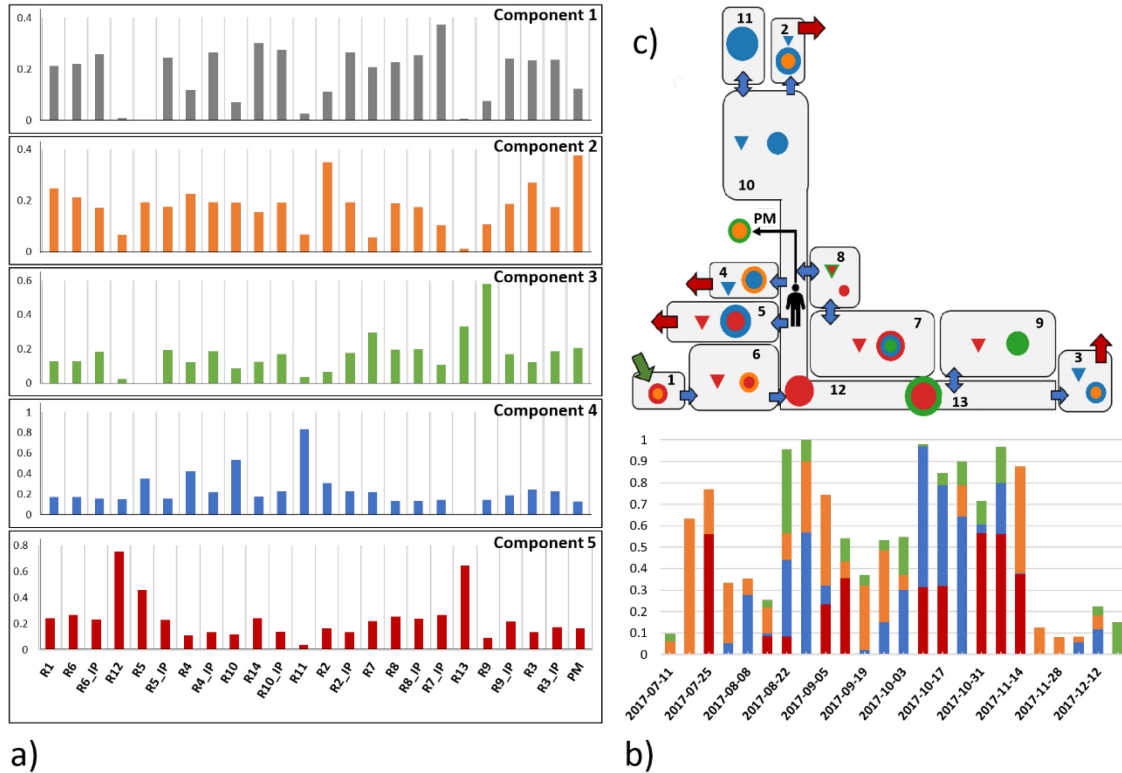 Component 1
0.4
0.2
0
Component 2
0.4
0.2
0
Component 3
0.6
0.4
0.2
0
Component 4
1
0.8
0.6
0.4
0.2
0
Component 5
0.8
0.6
0.4
0.2
0
R1
R6
R6_IP
R12
R5
R5_IP
R4
R4_IP
R10
R14
R10_IP
R11
R2
R2_IP
R7
R8
R8_IP
R7_IP
R13
R9
R9_IP
R3
R3_IP
PM
a)
c)
11
2
10
PM
8
4
5
7
9
6
3
1
12
13
1
0.9
0.8
0.7
0.6
0.5
0.4
0.3
0.2
0.1
0
2017-07-11
2017-07-25
2017-08-08
2017-08-22
2017-09-05
2017-09-19
2017-10-03
2017-10-17
2017-10-31
2017-11-14
2017-11-28
2017-12-12
b)